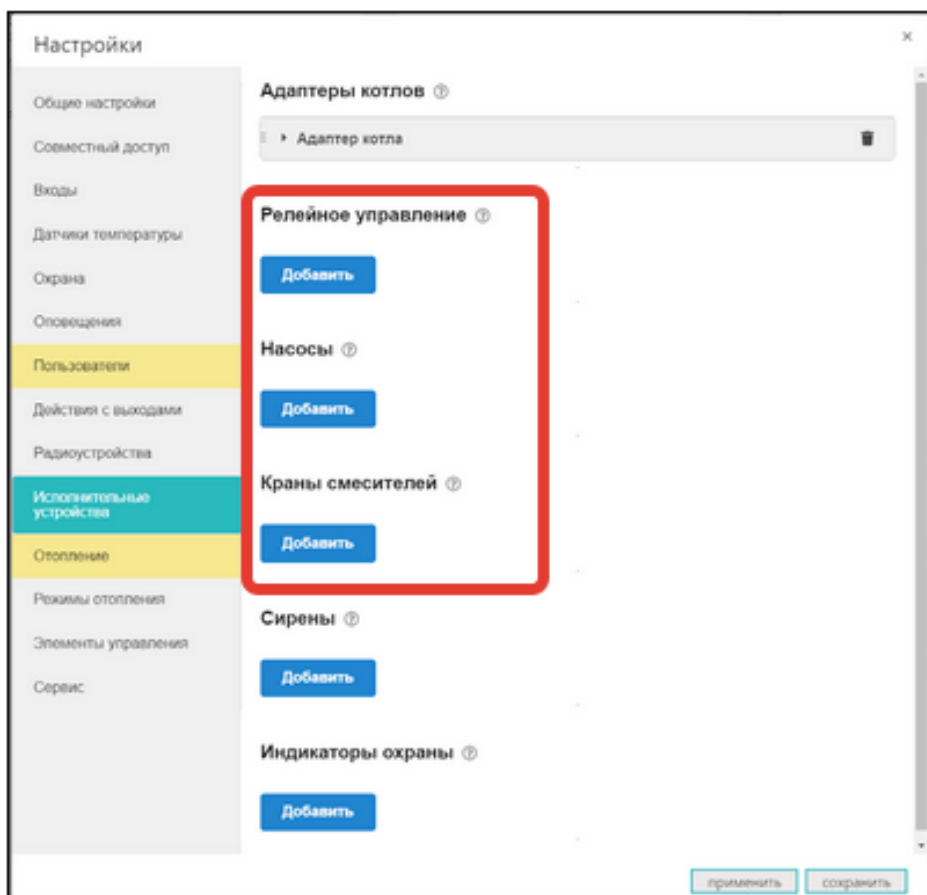 Настройки
×
Общие настройки
Совместный доступ
Входы
Датчики температуры
Охрана
Оповещения
Пользователи
Действия с выходами
Радиоустройства
Исполнительные
устройства
Отопление
Режимы отопления
Элементы управления
Сервис
Адаптеры котлов ?
Адаптер котла
Релейное управление ?
Добавить
Насосы ?
Добавить
Краны смесителей ?
Добавить
Сирены ?
Добавить
Индикаторы охраны ?
Добавить
применить
сохранить